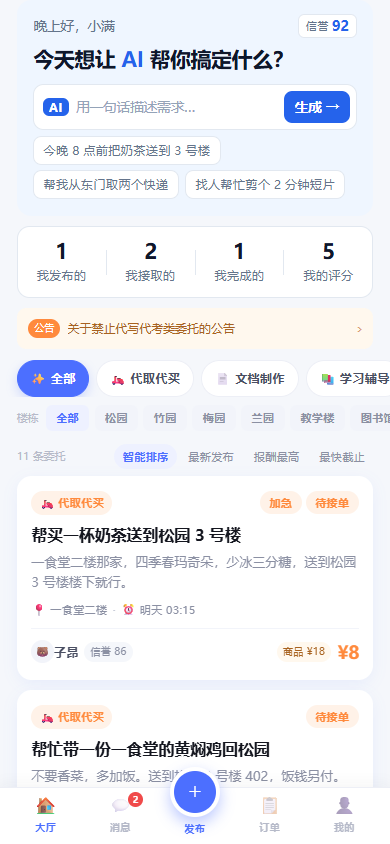 晚上好，小满
信誉 92
今天想让 AI 帮你搞定什么？
AI 用一句话描述需求... 生成 →
今晚 8 点前把奶茶送到 3 号楼
帮我从东门取两个快递 找人帮忙剪个 2 分钟短片
1 2 1 5
我发布的 我接取的 我完成的 我的评分
公告 关于禁止代写代考类委托的公告 ›
全部 代取代买 文档制作 学习辅导
楼栋 全部 松园 竹园 梅园 兰园 教学楼 图书馆
11 条委托 智能排序 最新发布 报酬最高 最快截止
代取代买 加急 待接单
帮买一杯奶茶送到松园 3 号楼
一食堂二楼那家，四季春玛奇朵，少冰三分糖，送到松园
3 号楼楼下就行。
一食堂二楼 · 明天 03:15
子昂 信誉 86 商品 ¥18 ¥8
代取代买 待接单
帮忙带一份一食堂的黄焖鸡回松园
不要香菜，多加饭。送到 号楼 402，饭钱另付。
大厅 消息 2 发布 订单 我的